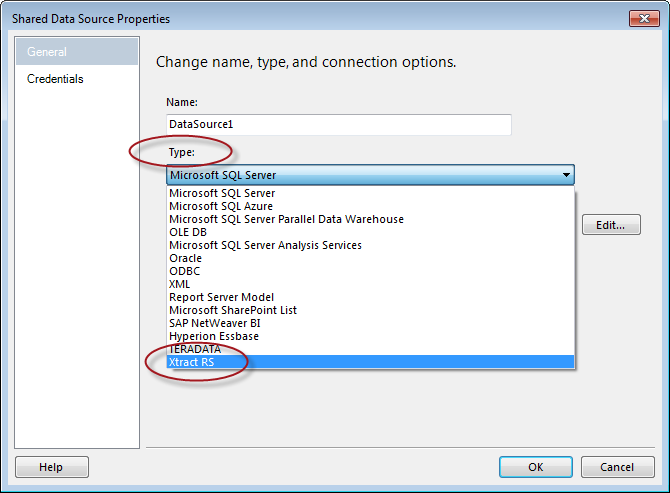 Shared Data Source Properties
General
Credentials
Change name, type, and connection options.
Name:
DataSource1
Type:
Microsoft SQL Server
Microsoft SQL Server
Microsoft SQL Azure
Microsoft SQL Server Parallel Data Warehouse
OLE DB
Microsoft SQL Server Analysis Services
Oracle
ODBC
XML
Report Server Model
Microsoft SharePoint List
SAP NetWeaver BI
Hyperion Essbase
TERADATA
Xtract RS
Edit...
Help
OK
Cancel